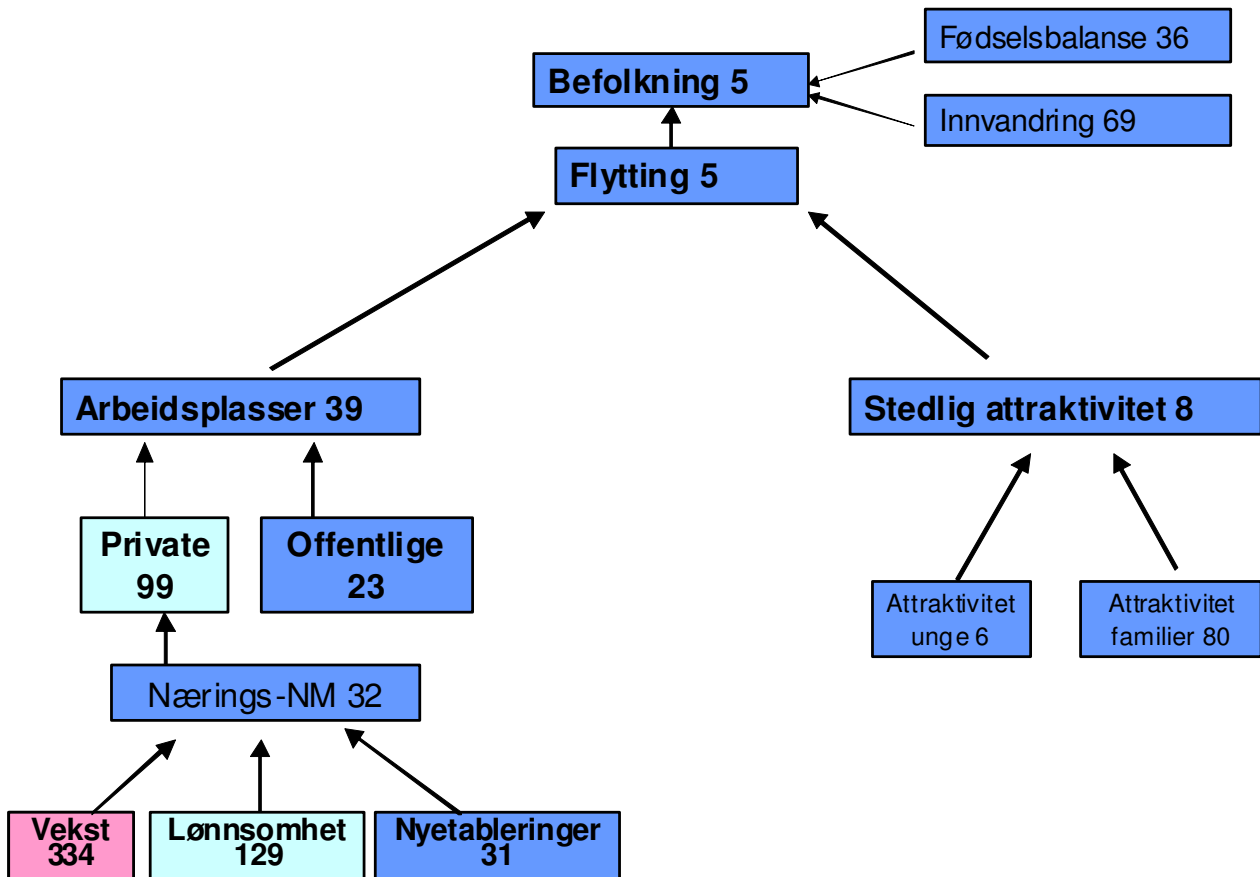 Fødselsbalanse 36
Befolkning 5
Innvandring 69
Flytting 5
Arbeidsplasser 39
Stedlig attraktivitet 8
Private
99
Offentlige
23
Attraktivitet
unge 6
Attraktivitet
familier 80
Nærings-NM 32
Vekst
334
Lønnsomhet
129
Nyetableringer
31